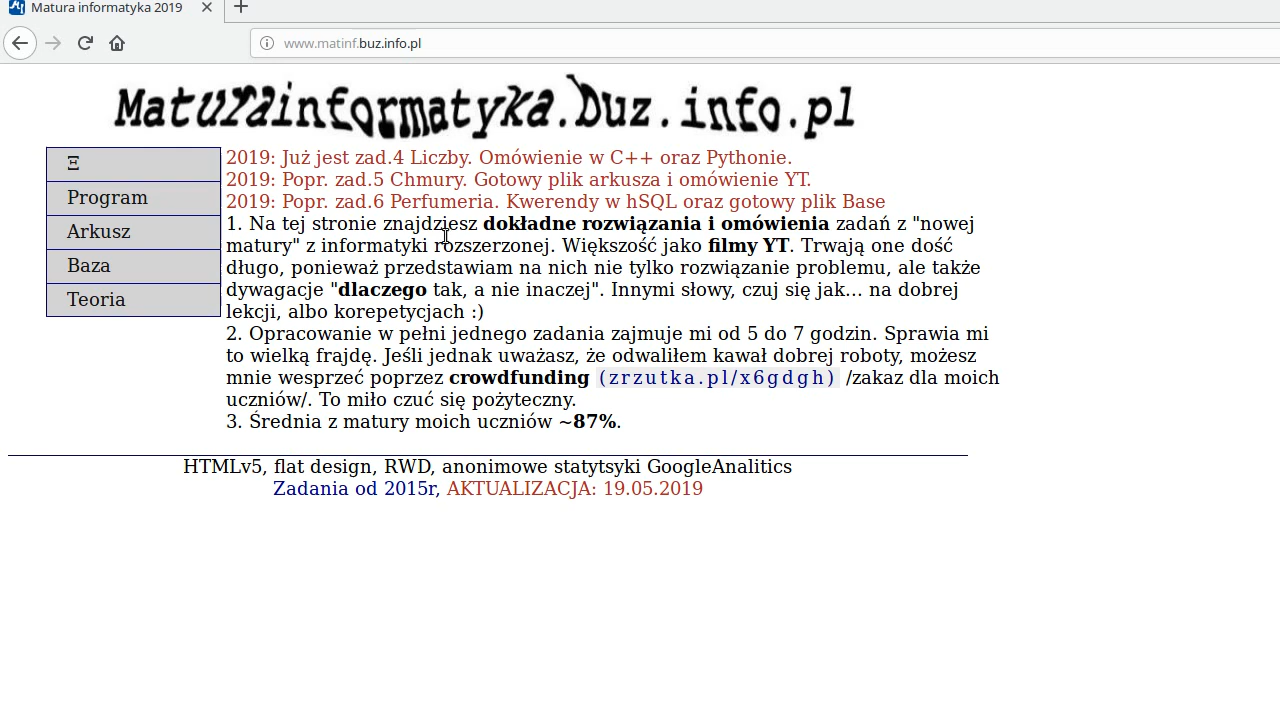 Matura informatyka 2019
www.matinf.buz.info.pl
Maturainformatyka.buz.info.pl
Ξ
Program
Arkusz
Baza
Teoria
2019: Już jest zad.4 Liczby. Omówienie w C++ oraz Pythonie.
2019: Popr. zad.5 Chmury. Gotowy plik arkusza i omówienie YT.
2019: Popr. zad.6 Perfumeria. Kwerendy w hSQL oraz gotowy plik Base
1. Na tej stronie znajdziesz dokładne rozwiązania i omówienia zadań z "nowej
matury" z informatyki rozszerzonej. Większość jako filmy YT. Trwają one dość
długo, ponieważ przedstawiam na nich nie tylko rozwiązanie problemu, ale także
dywagacje "dlaczego tak, a nie inaczej". Innymi słowy, czuj się jak... na dobrej
lekcji, albo korepetycjach :)
2. Opracowanie w pełni jednego zadania zajmuje mi od 5 do 7 godzin. Sprawia mi
to wielką frajdę. Jeśli jednak uważasz, że odwaliłem kawał dobrej roboty, możesz
mnie wesprzeć poprzez crowdfunding (zrzutka.pl/x6gdgh) /zakaz dla moich
uczniów/. To miło czuć się pożyteczny.
3. Średnia z matury moich uczniów ~87%.
HTMLv5, flat design, RWD, anonimowe statytsyki GoogleAnalitics
Zadania od 2015r, AKTUALIZACJA: 19.05.2019